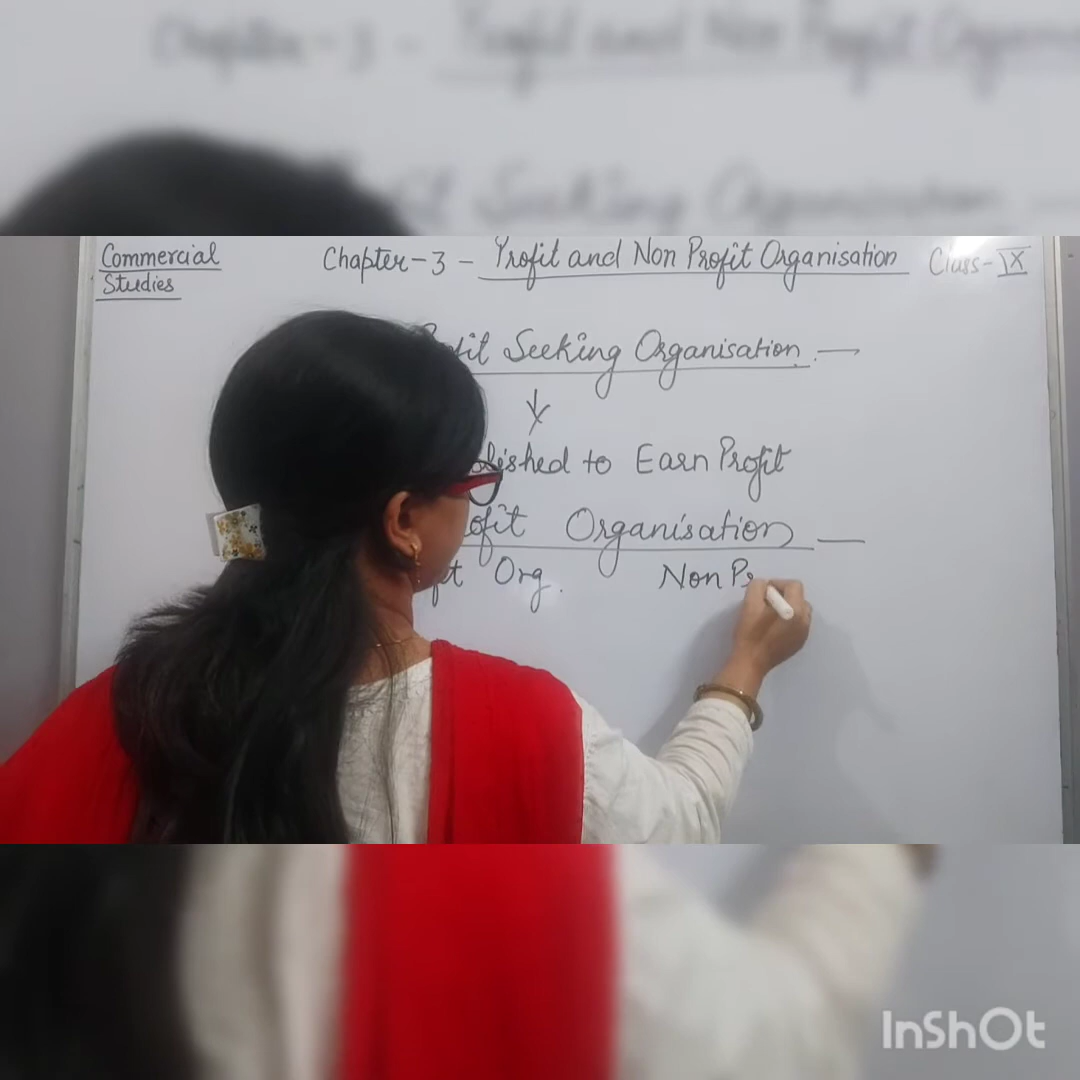 Commercial Studies
Chapter-3 - Profit and Non Profit Organisation
Class-IX
Seeking Organisation. —
to Earn Profit
Organisation —
Org.
Non
InShOt